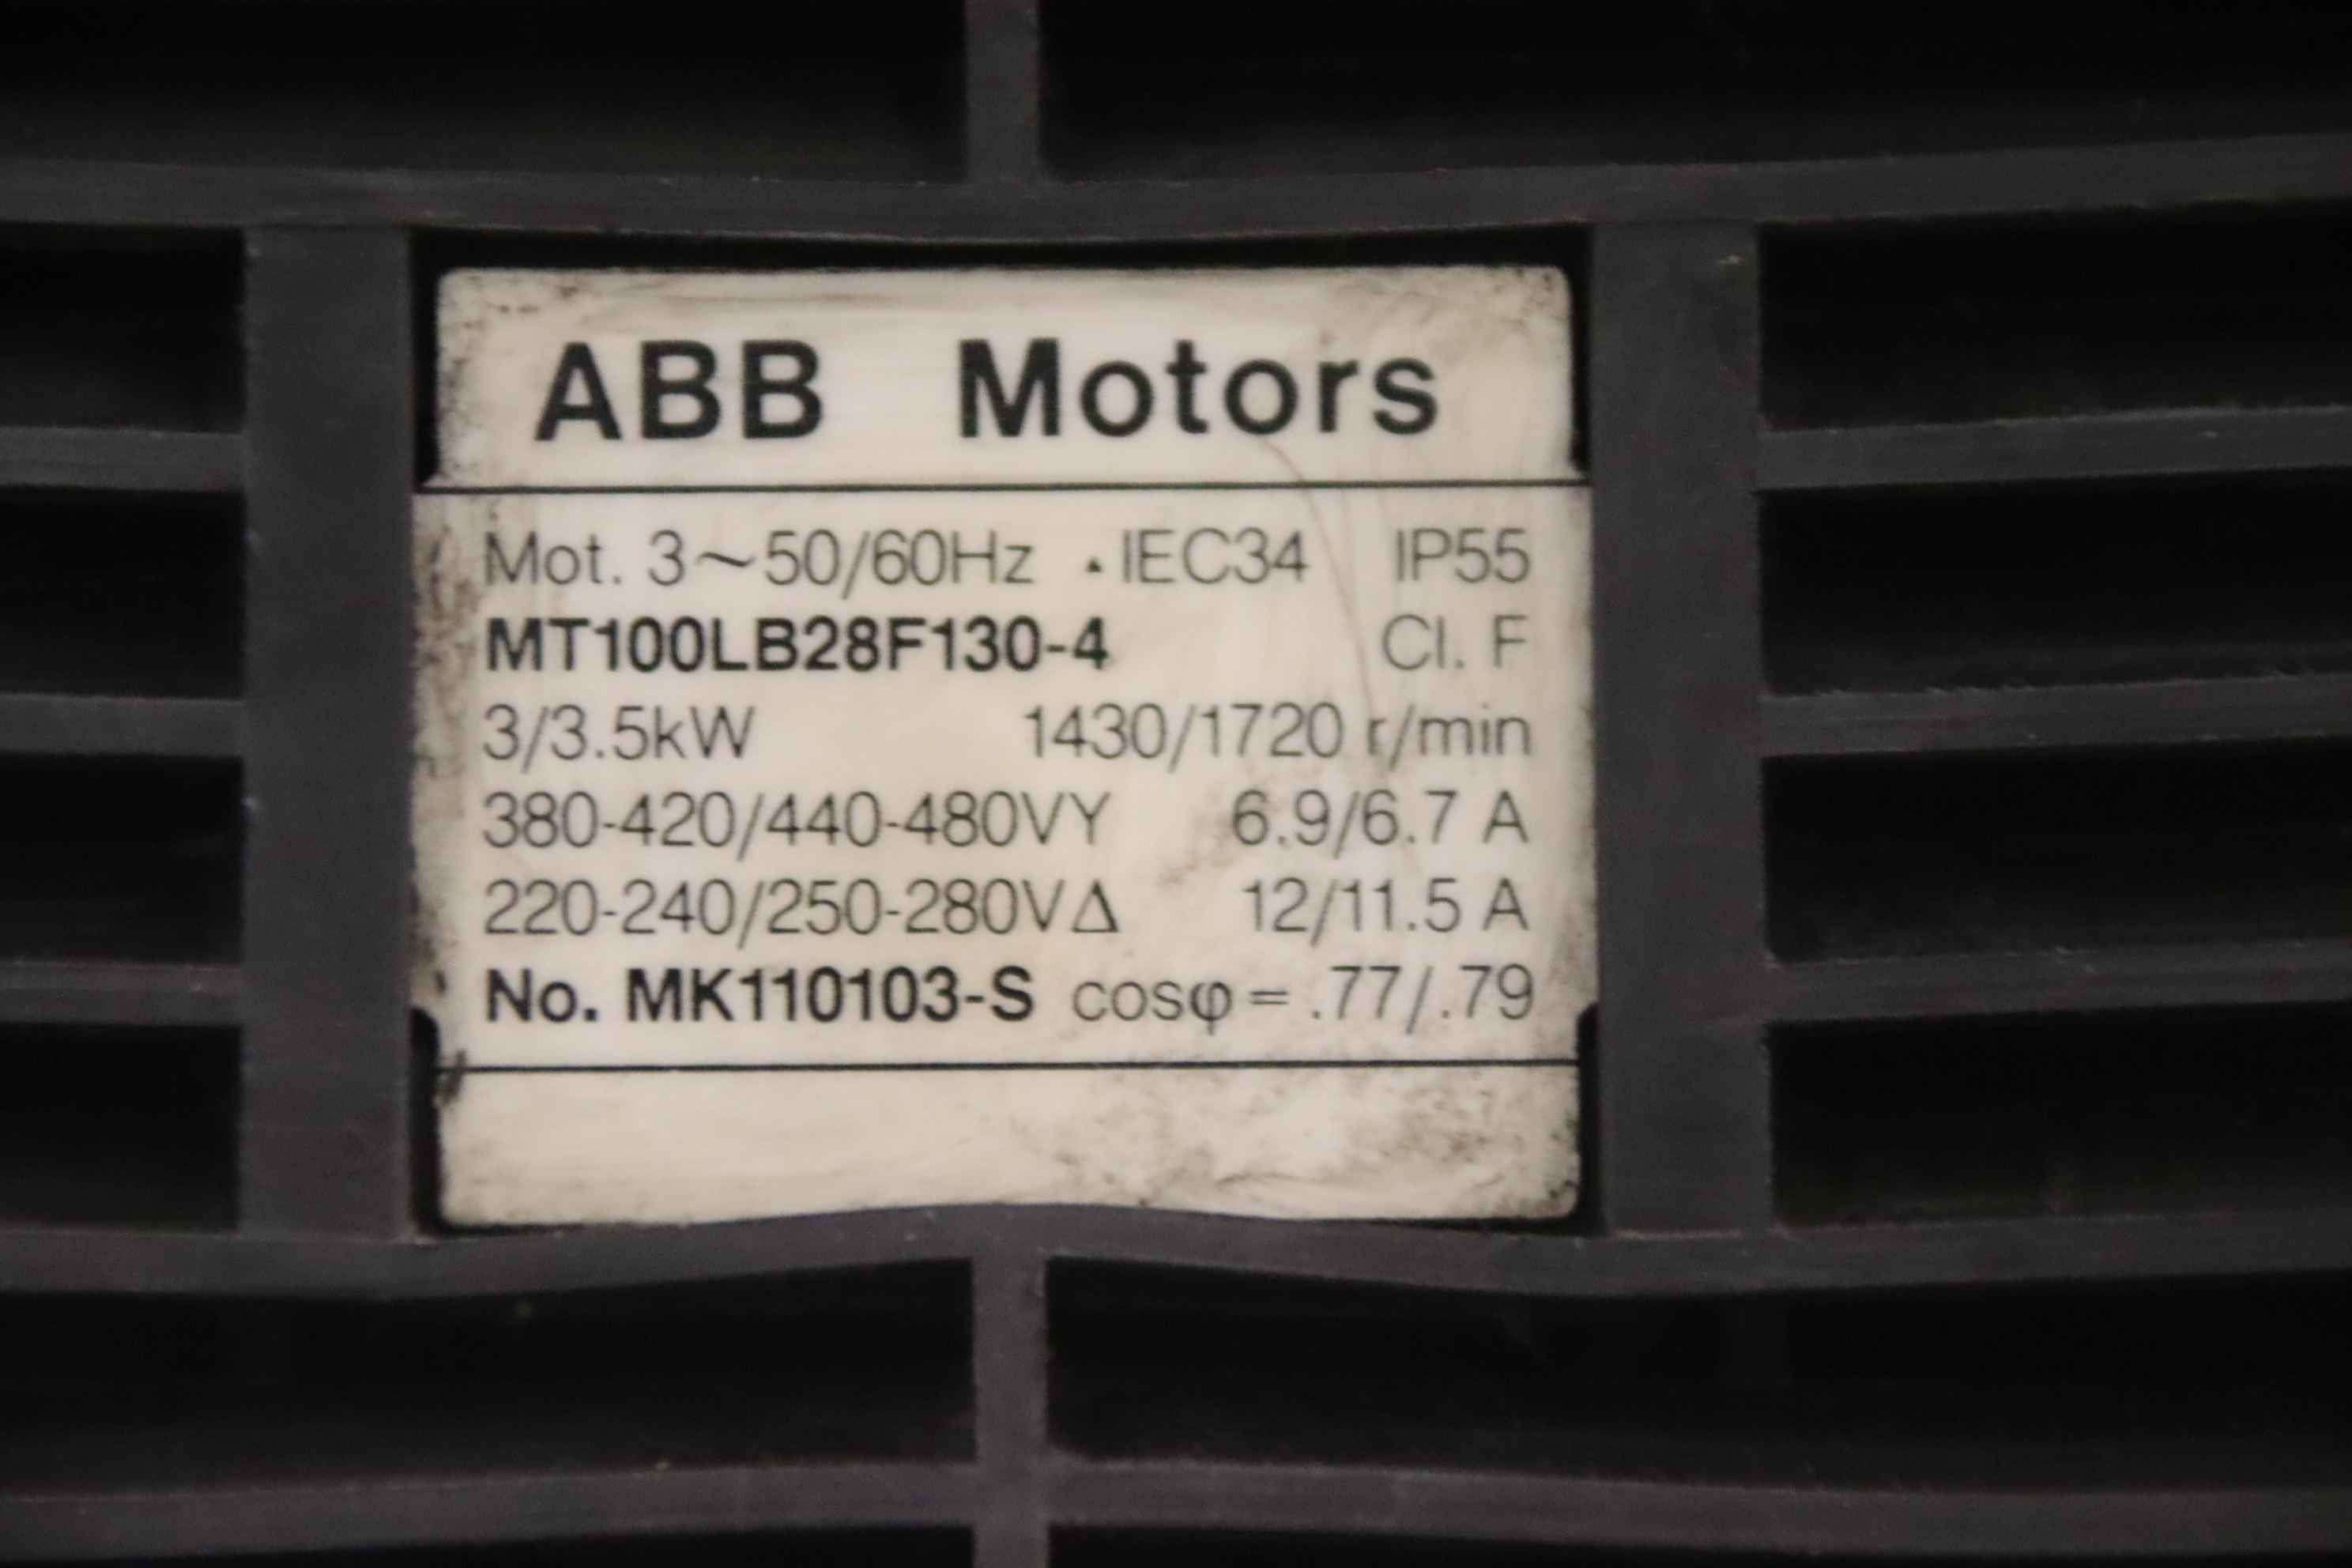 ABB Motors
Mot. 3~50/60Hz IEC34 IP55
MT100LB28F130-4 Cl. F
3/3.5kW 1430/1720 r/min
380-420/440-480VY 6.9/6.7 A
220-240/250-280VΔ 12/11.5 A
No. MK110103-S cosφ = .77/.79